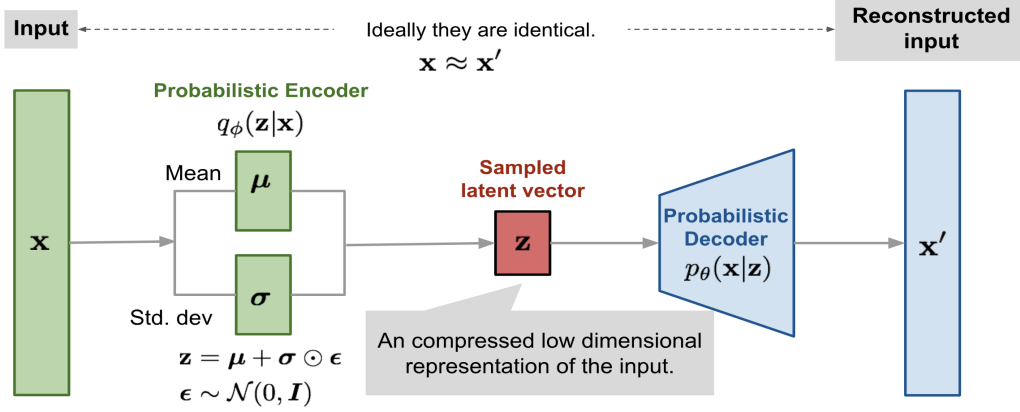 Input
Ideally they are identical.
x ≈ x′
Reconstructed
input
Probabilistic Encoder
qϕ(z|x)
Mean
μ
x
σ
Std. dev
z = μ + σ ⊙ ϵ
ϵ ∼ 𝒩(0, I)
Sampled
latent vector
z
An compressed low dimensional
representation of the input.
Probabilistic
Decoder
pθ(x|z)
x′